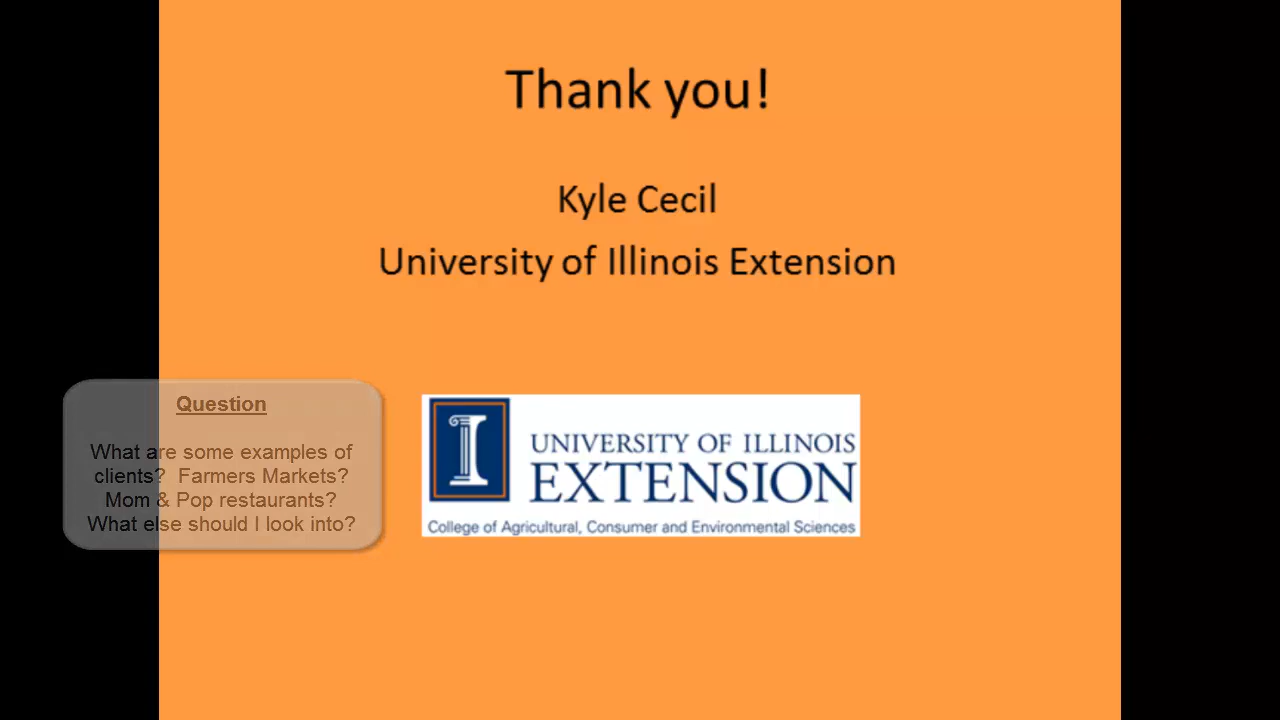 Thank you!
Kyle Cecil
University of Illinois Extension
Question
What are some examples of
clients?  Farmers Markets?
Mom & Pop restaurants?
What else should I look into?
I
UNIVERSITY OF ILLINOIS
EXTENSION
College of Agricultural, Consumer and Environmental Sciences